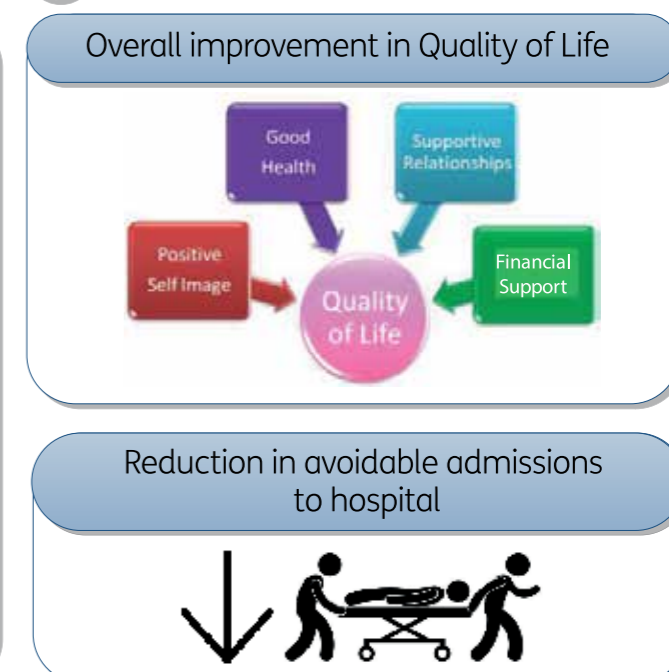 Overall improvement in Quality of Life
Good
Health
Supportive
Relationships
Positive
Self Image
Financial
Support
Quality
of Life
Reduction in avoidable admissions
to hospital